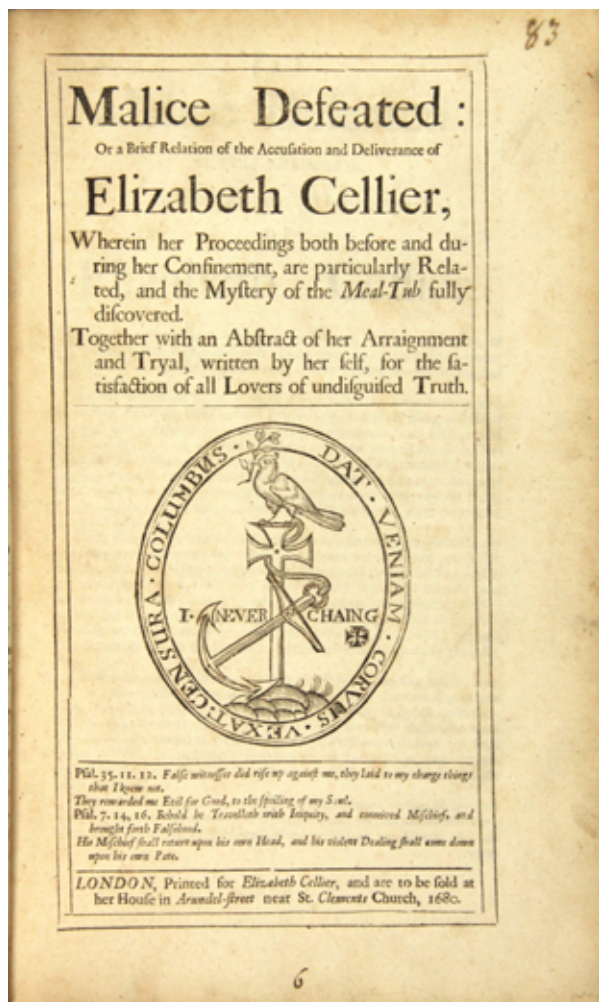 83
Malice Defeated:
Or a Brief Relation of the Accuſation and Deliverance of
Elizabeth Cellier,
Wherein her Proceedings both before and du-
ring her Confinement, are particularly Rela-
ted, and the Myſtery of the Meal-Tub fully
diſcovered.
Together with an Abſtract of her Arraignment
and Tryal, written by her ſelf, for the ſa-
tisfaction of all Lovers of undiſguiſed Truth.
DAT · VENIAM · CORVUS · VEXAT: CENSURA · COLUMBUS ·
I · NEVER CHAING
Pſal. 35. 11. 12. Falſe witneſſes did riſe up againſt me, they laid to my charge things
that I knew not.
They rewarded me Evil for Good, to the ſpoiling of my Soul.
Pſal. 7. 14, 16. Behold he Travelleth with Iniquity, and conceived Miſchief, and
brought forth Falſehood.
His Miſchief ſhall return upon his own Head, and his violent Dealing ſhall come down
upon his own Pate.
LONDON, Printed for Elizabeth Cellier, and are to be ſold at
her Houſe in Arundel-ſtreet near St. Clements Church, 1680.
6